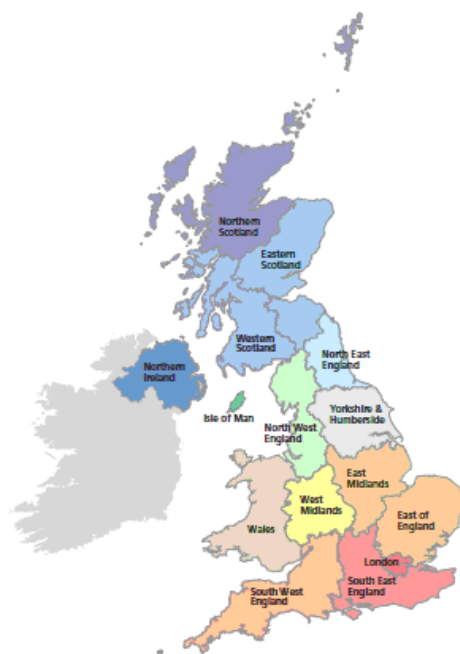 Northern
Scotland
Eastern
Scotland
Western
Scotland
North East
England
Northern
Ireland
Isle of Man
Yorkshire &
Humberside
North West
England
East
Midlands
West
Midlands
East of
England
Wales
London
South East
England
South West
England